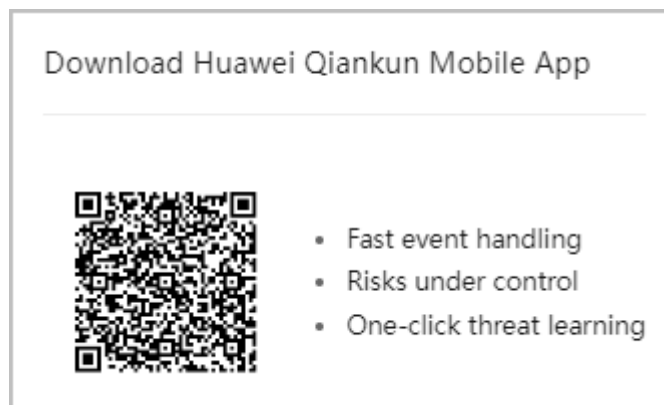 Download Huawei Qiankun Mobile App
Fast event handling
Risks under control
One-click threat learning